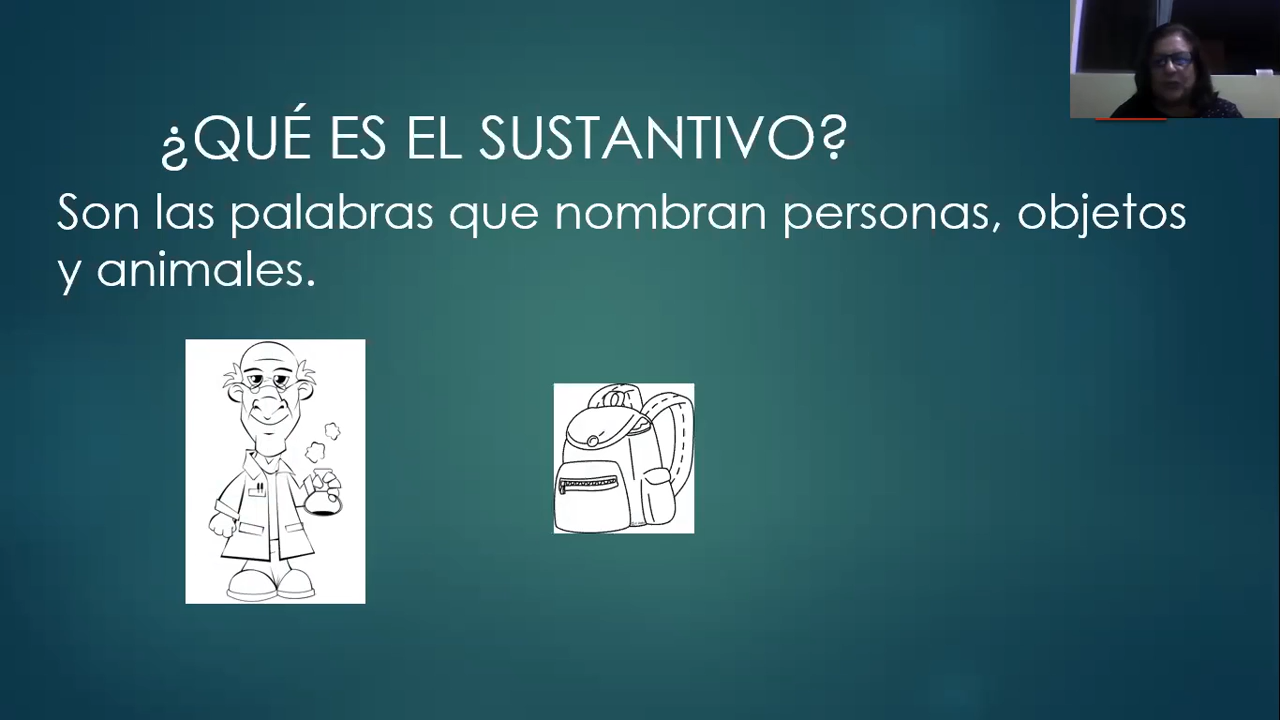 ¿QUÉ ES EL SUSTANTIVO?
Son las palabras que nombran personas, objetos
y animales.